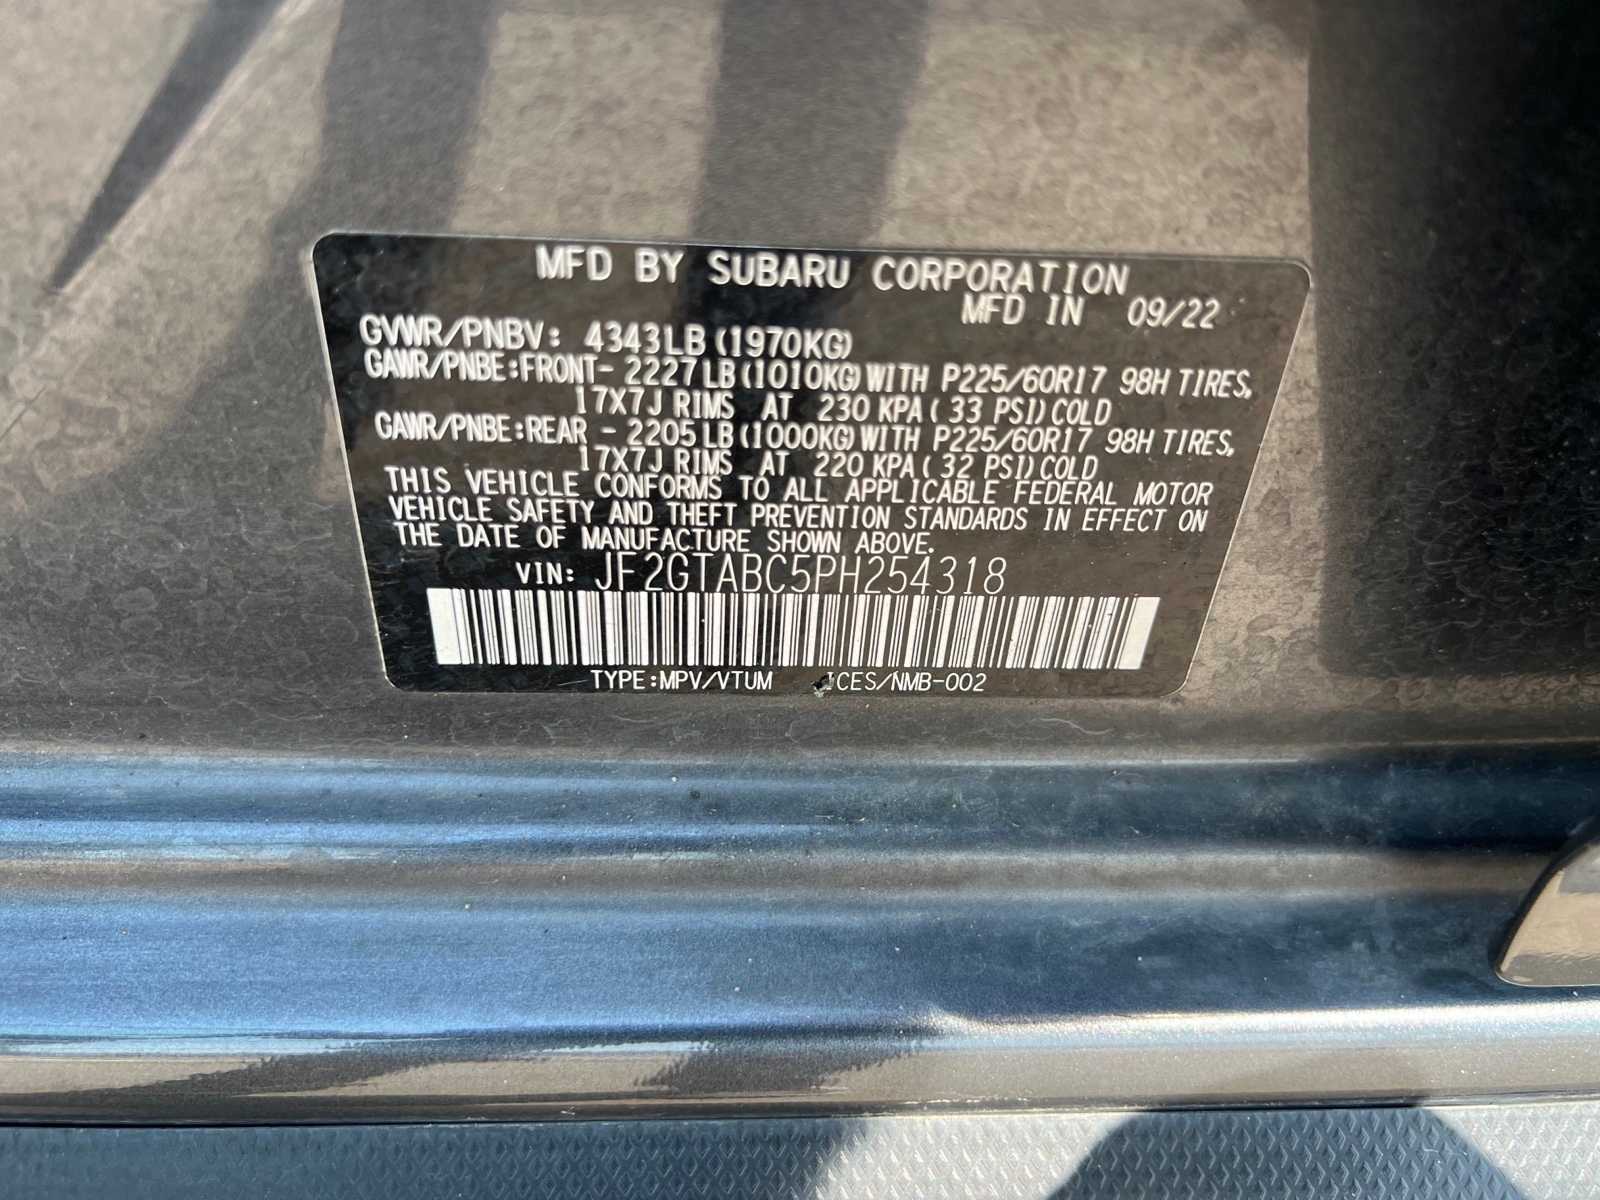 MFD BY SUBARU CORPORATION
MFD IN 09/22
GVWR/PNBV: 4343LB(1970KG)
GAWR/PNBE:FRONT- 2227LB(1010KG)WITH P225/60R17 98H TIRES,
17X7J RIMS AT 230 KPA( 33 PSI)COLD
GAWR/PNBE:REAR - 2205LB(1000KG)WITH P225/60R17 98H TIRES,
17X7J RIMS AT 220 KPA( 32 PSI)COLD
THIS VEHICLE CONFORMS TO ALL APPLICABLE FEDERAL MOTOR
VEHICLE SAFETY AND THEFT PREVENTION STANDARDS IN EFFECT ON
THE DATE OF MANUFACTURE SHOWN ABOVE.
VIN: JF2GTABC5PH254318
TYPE:MPV/VTUM ICES/NMB-002